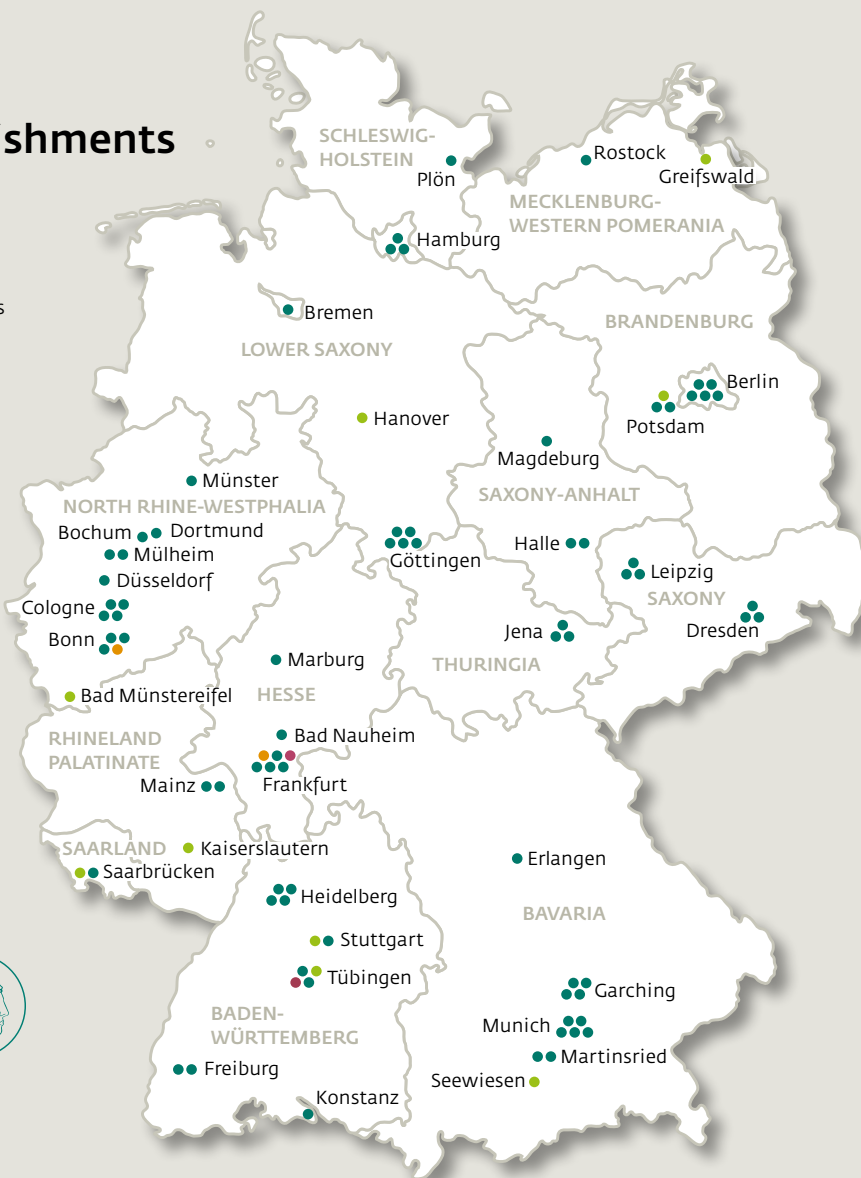 ishments
SCHLESWIG-
HOLSTEIN
Plön
Rostock
Greifswald
MECKLENBURG-
WESTERN POMERANIA
Hamburg
s
Bremen
BRANDENBURG
LOWER SAXONY
Berlin
Hanover
Potsdam
Magdeburg
Münster
SAXONY-ANHALT
NORTH RHINE-WESTPHALIA
Bochum
Dortmund
Mülheim
Göttingen
Halle
Leipzig
Düsseldorf
SAXONY
Cologne
Dresden
Jena
Bonn
Marburg
THURINGIA
Bad Münstereifel
HESSE
RHINELAND
PALATINATE
Bad Nauheim
Mainz
Frankfurt
SAARLAND
Kaiserslautern
Saarbrücken
Erlangen
Heidelberg
BAVARIA
Stuttgart
Tübingen
Garching
BADEN-
WÜRTTEMBERG
Munich
Martinsried
Freiburg
Seewiesen
Konstanz